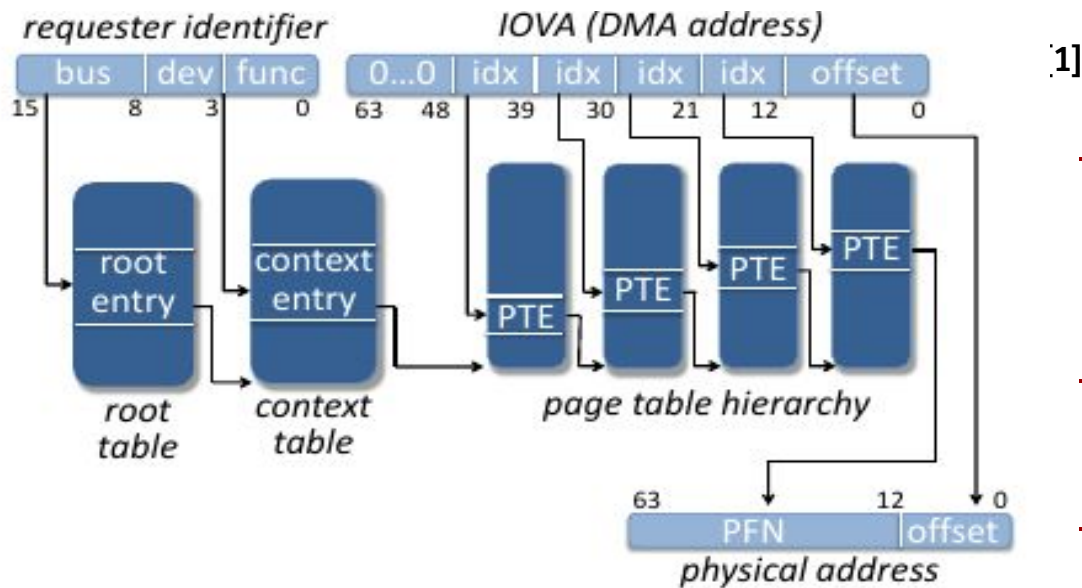 requester identifier
IOVA (DMA address)
1]
bus dev func
0...0 idx idx idx idx offset
15 8 3 0
63 48 39 30 21 12 0
root
entry
context
entry
PTE
PTE
PTE
PTE
root
table
context
table
page table hierarchy
63 12 0
PFN offset
physical address